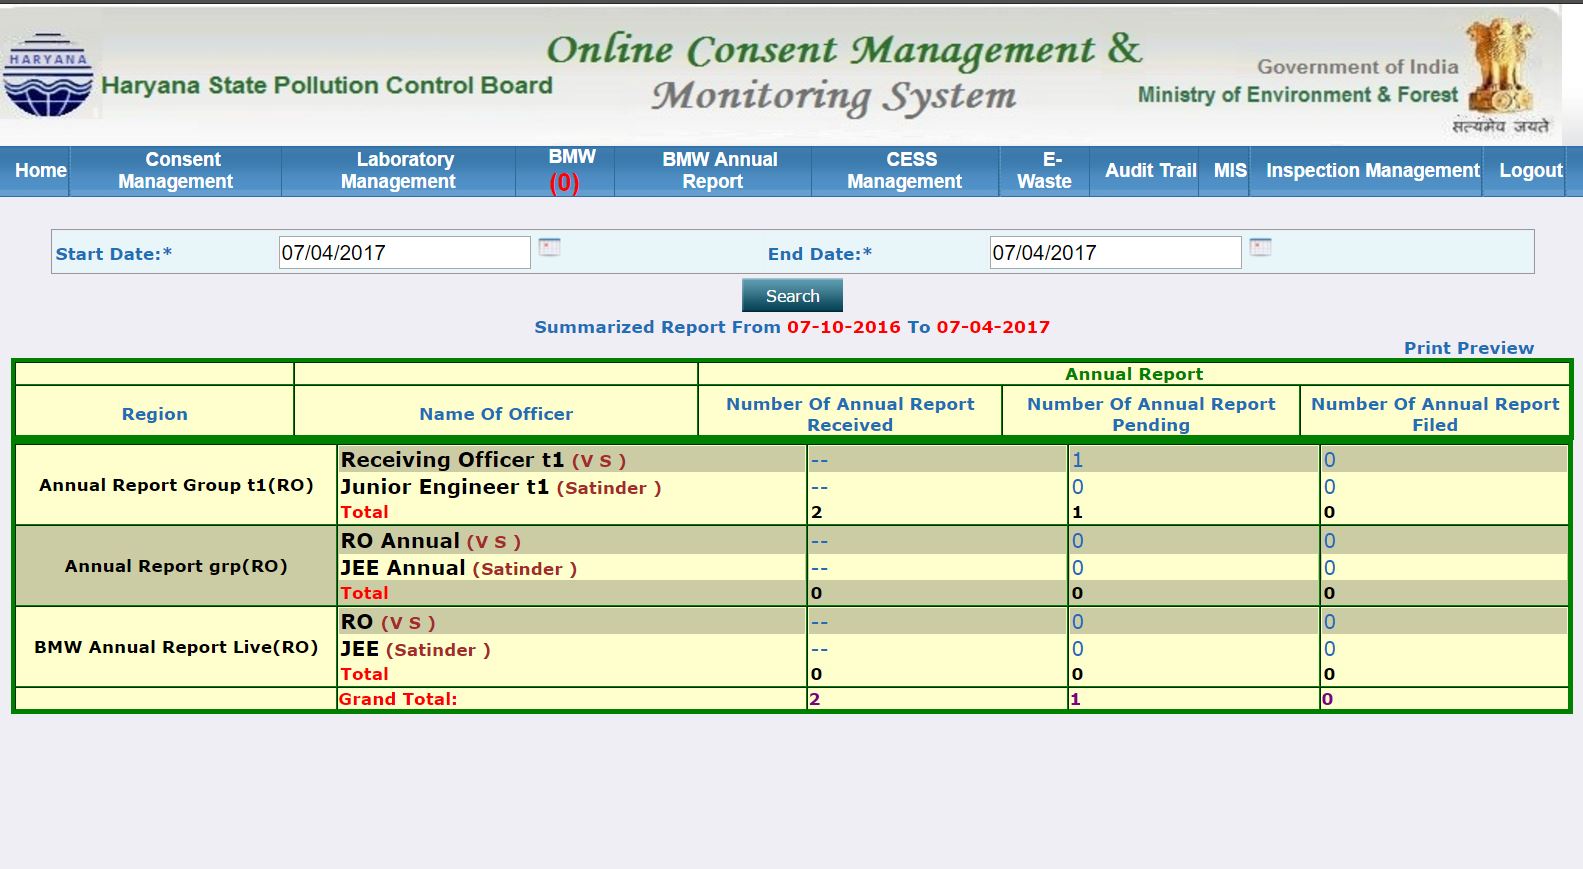 HARYANA
Haryana State Pollution Control Board
Online Consent Management &
Monitoring System
Government of India
Ministry of Environment & Forest
सत्यमेव जयते
Home
Consent
Management
Laboratory
Management
BMW
(0)
BMW Annual
Report
CESS
Management
E-
Waste
Audit Trail
MIS
Inspection Management
Logout
Start Date:* 07/04/2017 End Date:* 07/04/2017
Search
Summarized Report From 07-10-2016 To 07-04-2017
Print Preview
Annual Report
Region
Name Of Officer
Number Of Annual Report
Received
Number Of Annual Report
Pending
Number Of Annual Report
Filed
Annual Report Group t1(RO)
Receiving Officer t1 (V S ) -- 1 0
Junior Engineer t1 (Satinder ) -- 0 0
Total 2 1 0
Annual Report grp(RO)
RO Annual (V S ) -- 0 0
JEE Annual (Satinder ) -- 0 0
Total 0 0 0
BMW Annual Report Live(RO)
RO (V S ) -- 0 0
JEE (Satinder ) -- 0 0
Total 0 0 0
Grand Total: 2 1 0